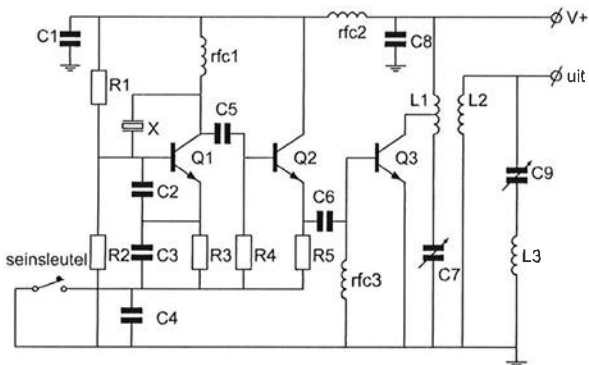 C1
rfc1
rfc2
C8
V+
R1
L1
L2
uit
C5
X
Q1
Q2
Q3
C9
C2
C6
seinsleutel
R2
C3
R3
R4
R5
rfc3
C7
L3
C4